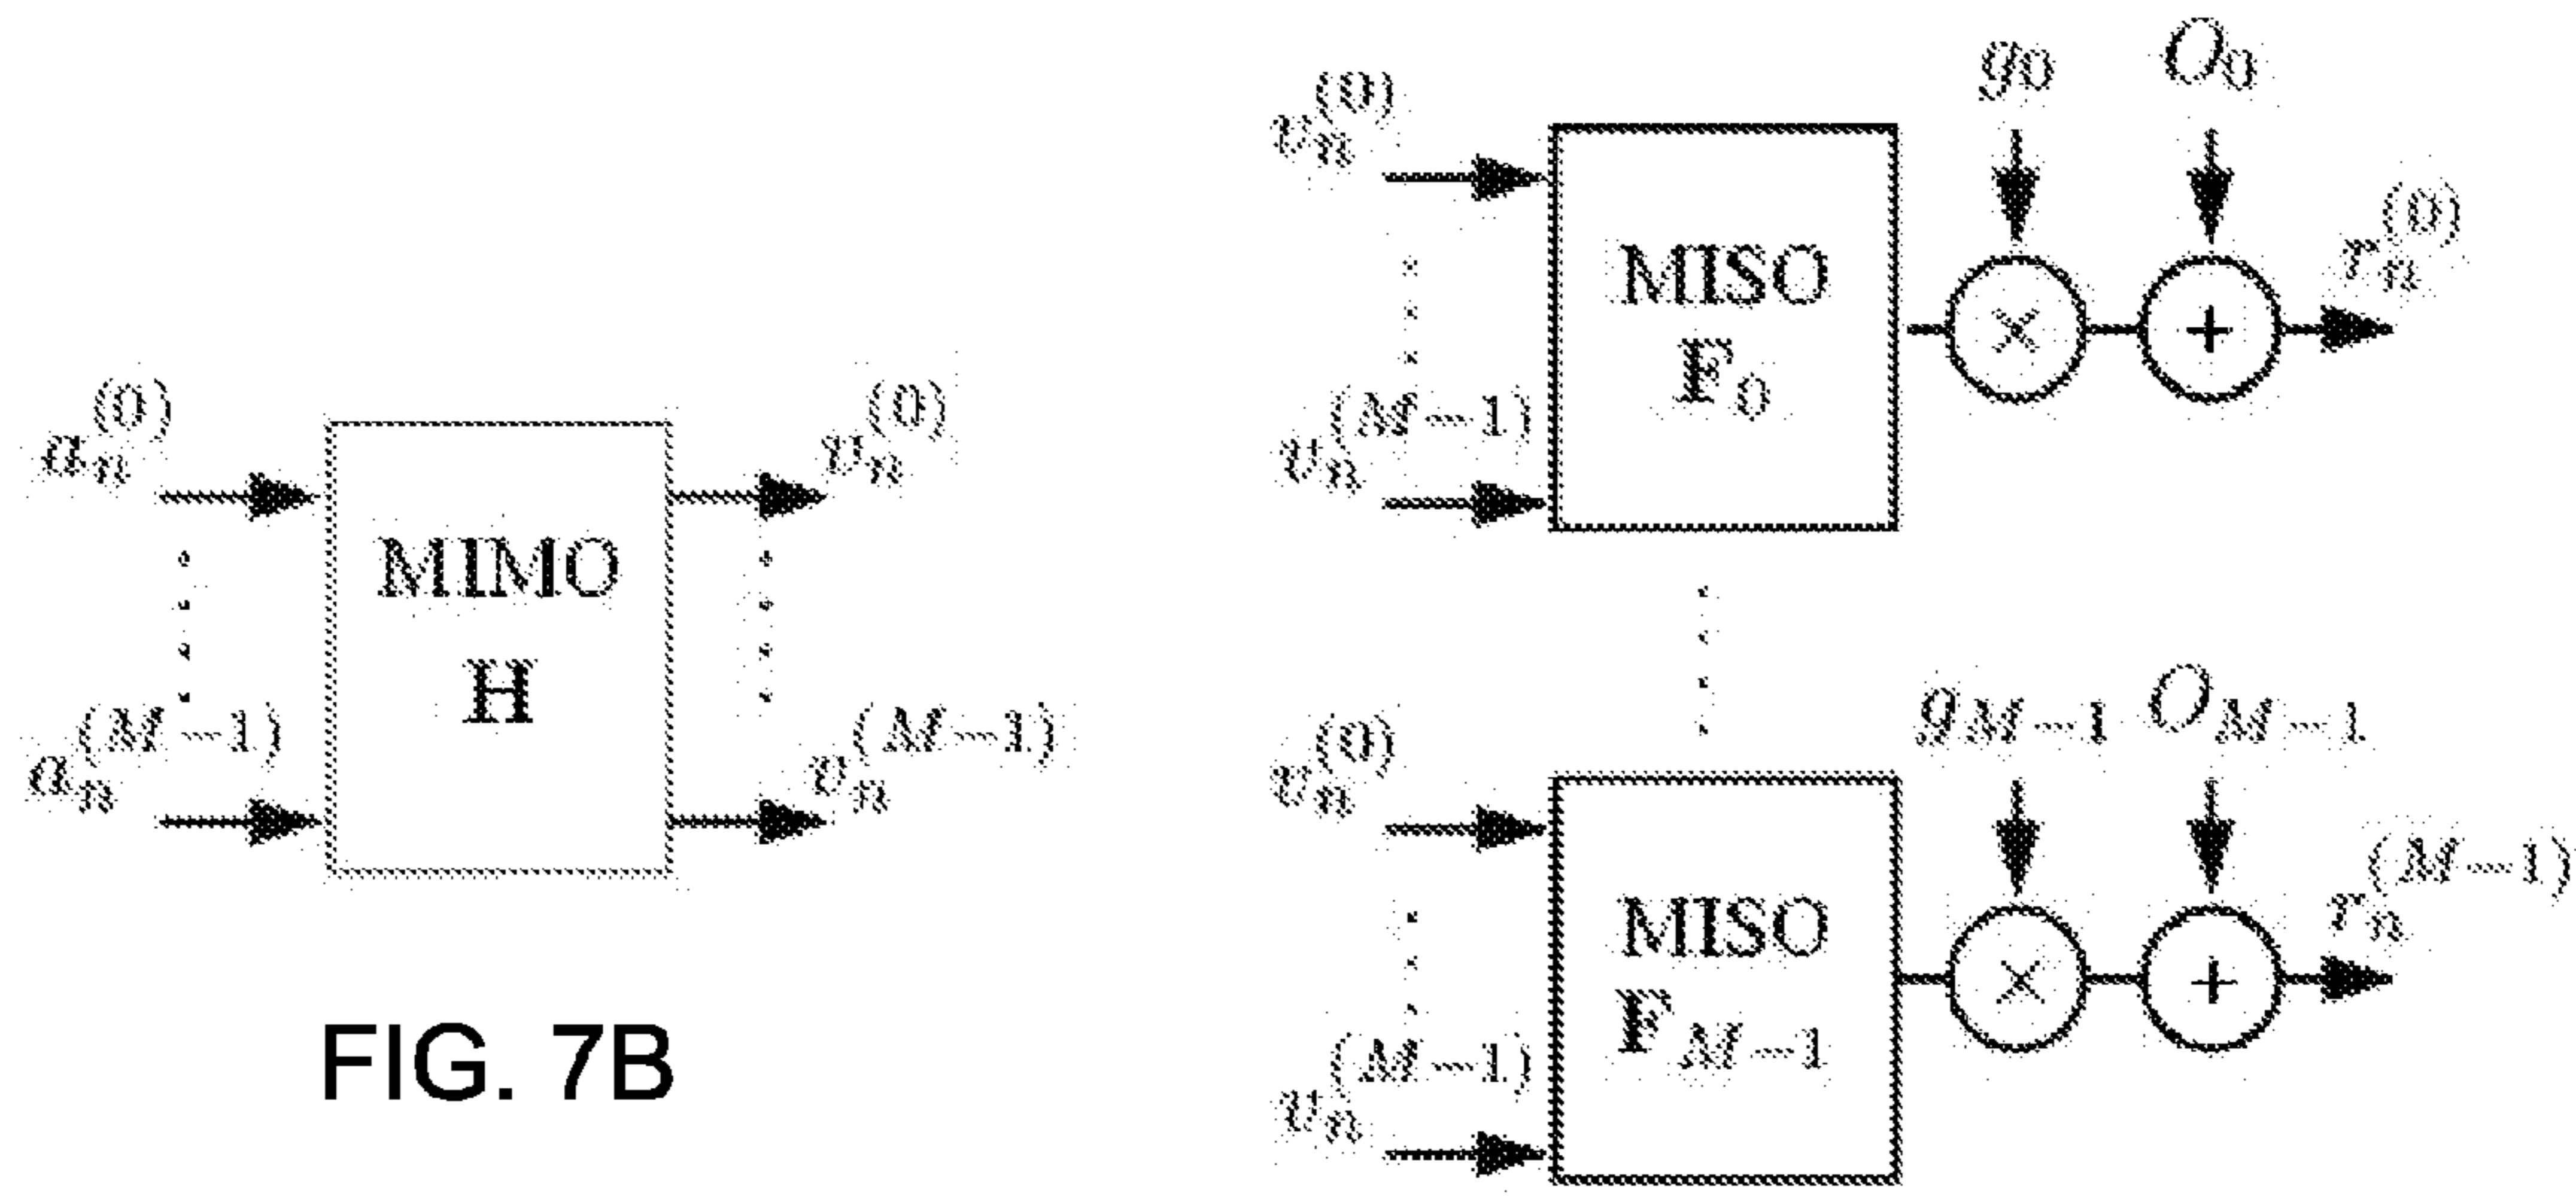 a_n^{(0)}
a_n^{(M-1)}
MIMO
H
v_n^{(0)}
v_n^{(M-1)}
FIG. 7B
v_n^{(0)}
v_n^{(M-1)}
MISO
F_0
g_0
O_0
×
+
r_n^{(0)}
v_n^{(0)}
v_n^{(M-1)}
MISO
F_{M-1}
g_{M-1}
O_{M-1}
×
+
r_n^{(M-1)}